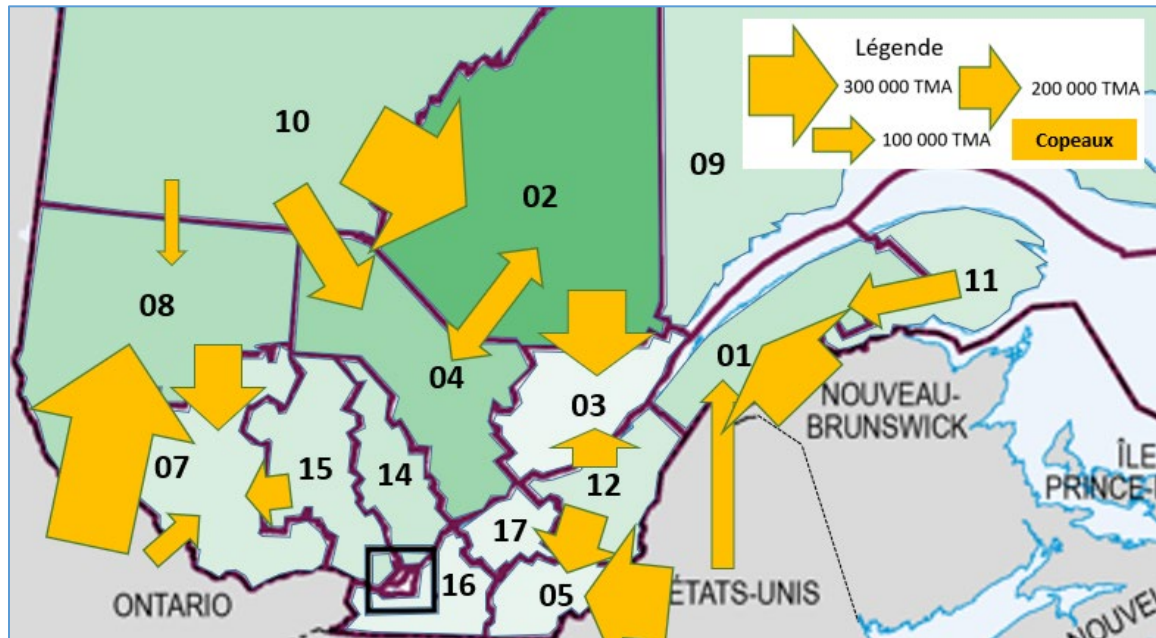 Légende
300 000 TMA
200 000 TMA
100 000 TMA
Copeaux
10
02
09
08
11
04
01
03
NOUVEAU-
BRUNSWICK
07
15
14
12
17
16
05
ONTARIO
ÉTATS-UNIS
ÎLE
PRINCE-
NOUVE